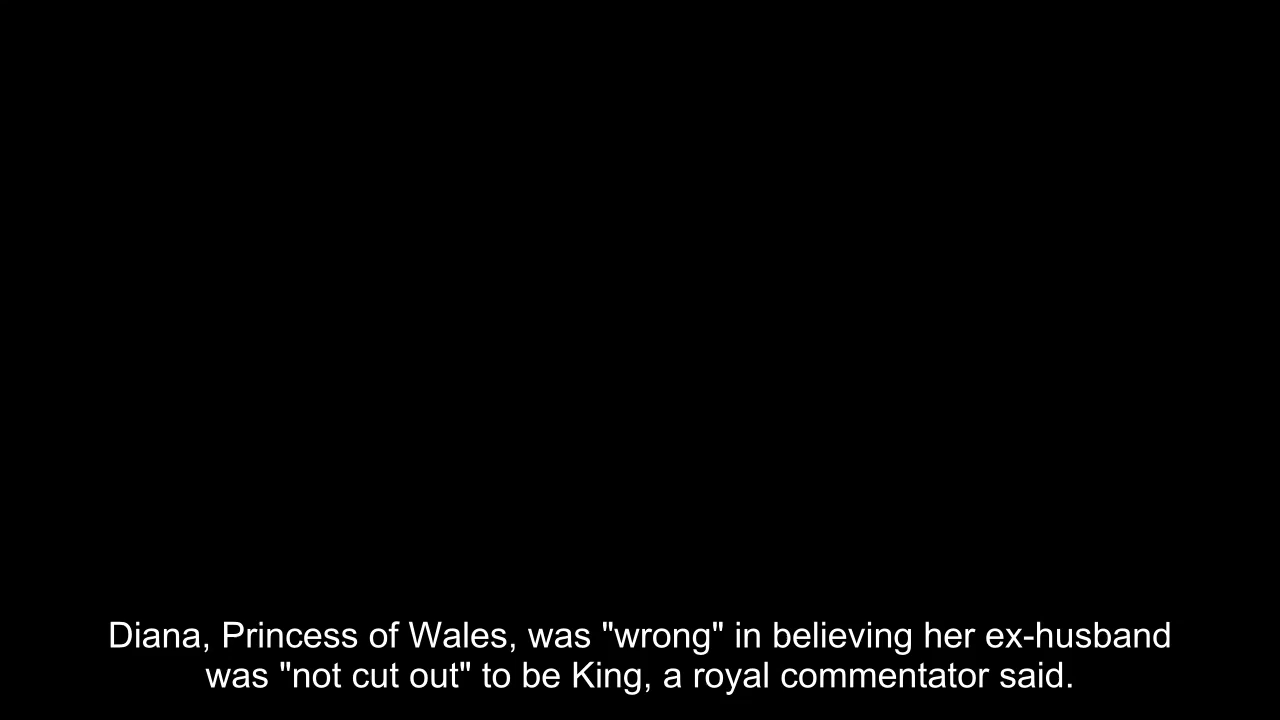 Diana, Princess of Wales, was "wrong" in believing her ex-husband
was "not cut out" to be King, a royal commentator said.